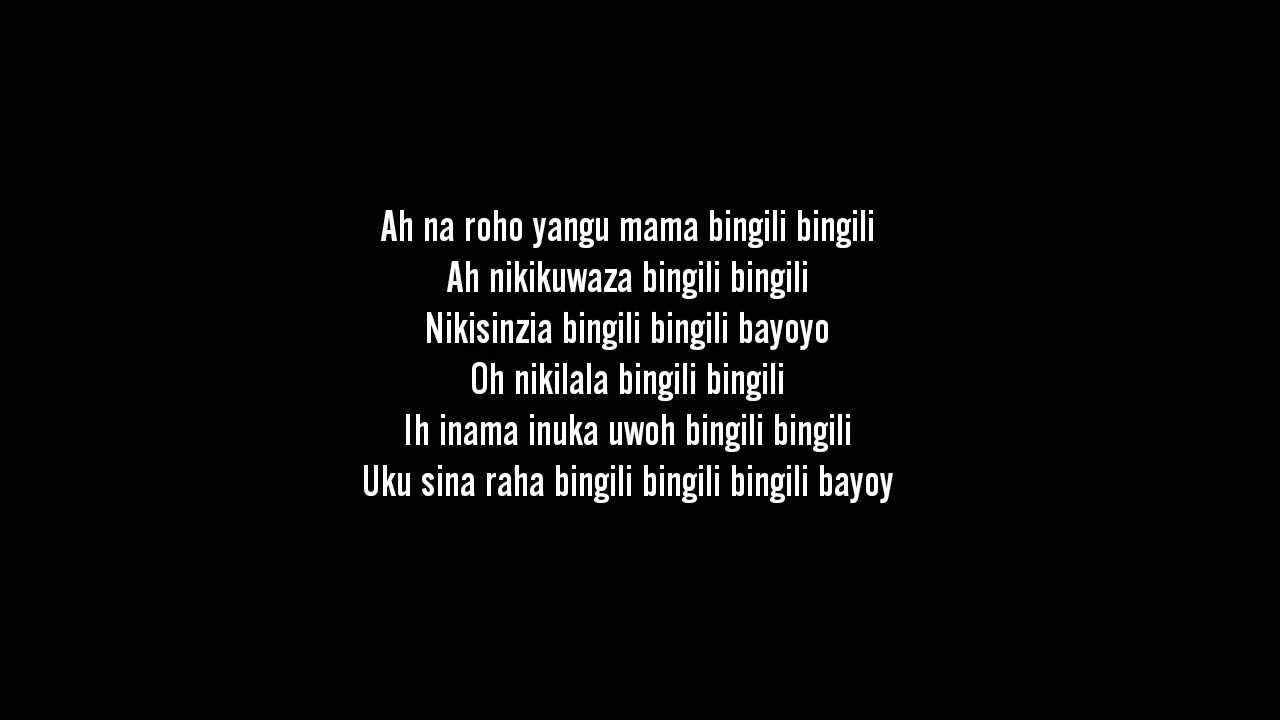 Ah na roho yangu mama bingili bingili
Ah nikikuwaza bingili bingili
Nikisinzia bingili bingili bayoyo
Oh nikilala bingili bingili
Ih inama inuka uwoh bingili bingili
Uku sina raha bingili bingili bingili bayoy